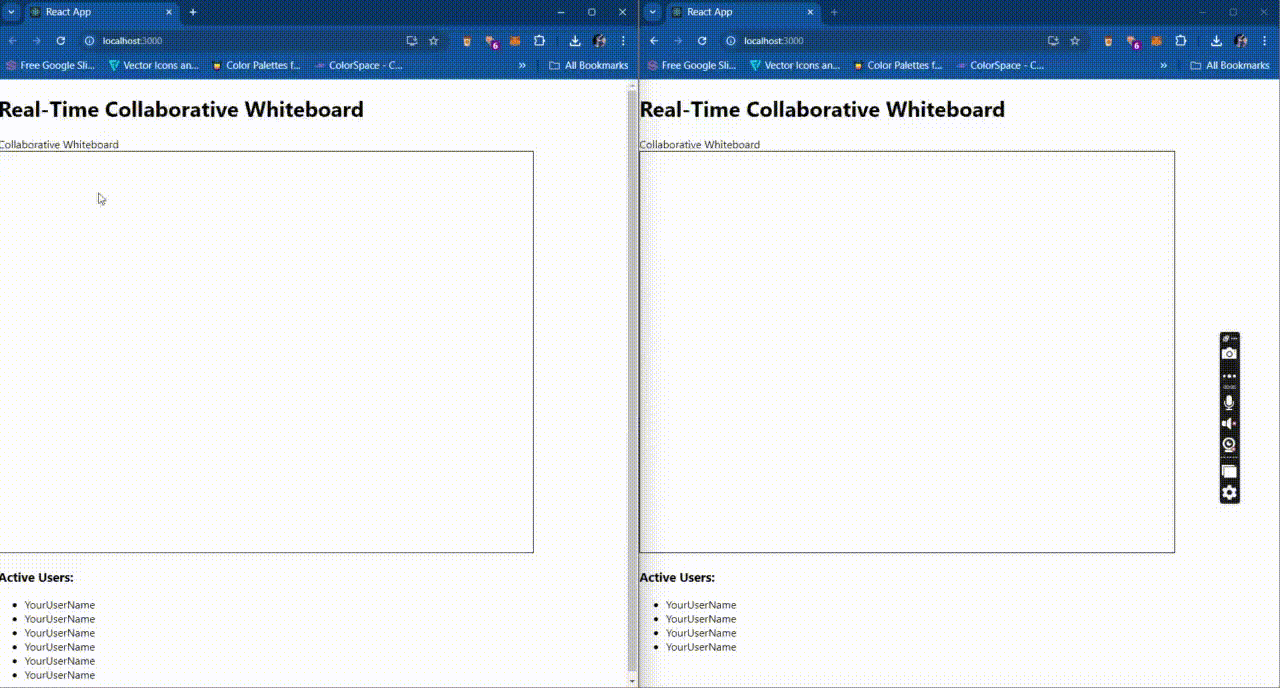 React App
localhost:3000
6
Free Google Sli...
Vector Icons an...
Color Palettes f...
ColorSpace - C...
»
All Bookmarks
Real-Time Collaborative Whiteboard
Collaborative Whiteboard
Active Users:
• YourUserName
• YourUserName
• YourUserName
• YourUserName
• YourUserName
• YourUserName
React App
localhost:3000
6
Free Google Sli...
Vector Icons an...
Color Palettes f...
ColorSpace - C...
»
All Bookmarks
Real-Time Collaborative Whiteboard
Collaborative Whiteboard
Active Users:
• YourUserName
• YourUserName
• YourUserName
• YourUserName